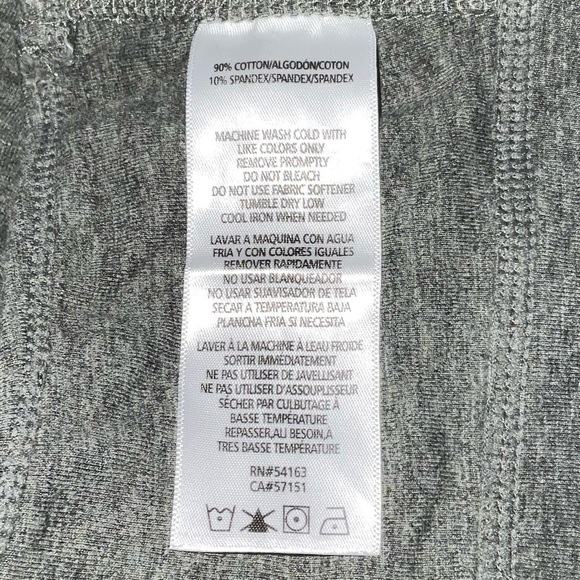 90% COTTON/ALGODÓN/COTON
10% SPANDEX/SPANDEX/SPANDEX
MACHINE WASH COLD WITH
LIKE COLORS ONLY
REMOVE PROMPTLY
DO NOT BLEACH
DO NOT USE FABRIC SOFTENER
TUMBLE DRY LOW
COOL IRON WHEN NEEDED
LAVAR A MAQUINA CON AGUA
FRIA Y CON COLORES IGUALES
REMOVER RAPIDAMENTE
NO USAR BLANQUEADOR
NO USAR SUAVISADOR DE TELA
SECAR A TEMPERATURA BAJA
PLANCHA FRIA SI NECESITA
LAVER À LA MACHINE À LEAU FROIDE
SORTIR IMMÉDIATEMENT
NE PAS UTILISER DE JAVELLISANT
NE PAS UTILISER D'ASSOUPLISSEUR
SÉCHER PAR CULBUTAGE À
BASSE TEMPERATURE
REPASSER,AU BESOIN,À
TRES BASSE TEMPERATURE
RN#54163
CA#57151